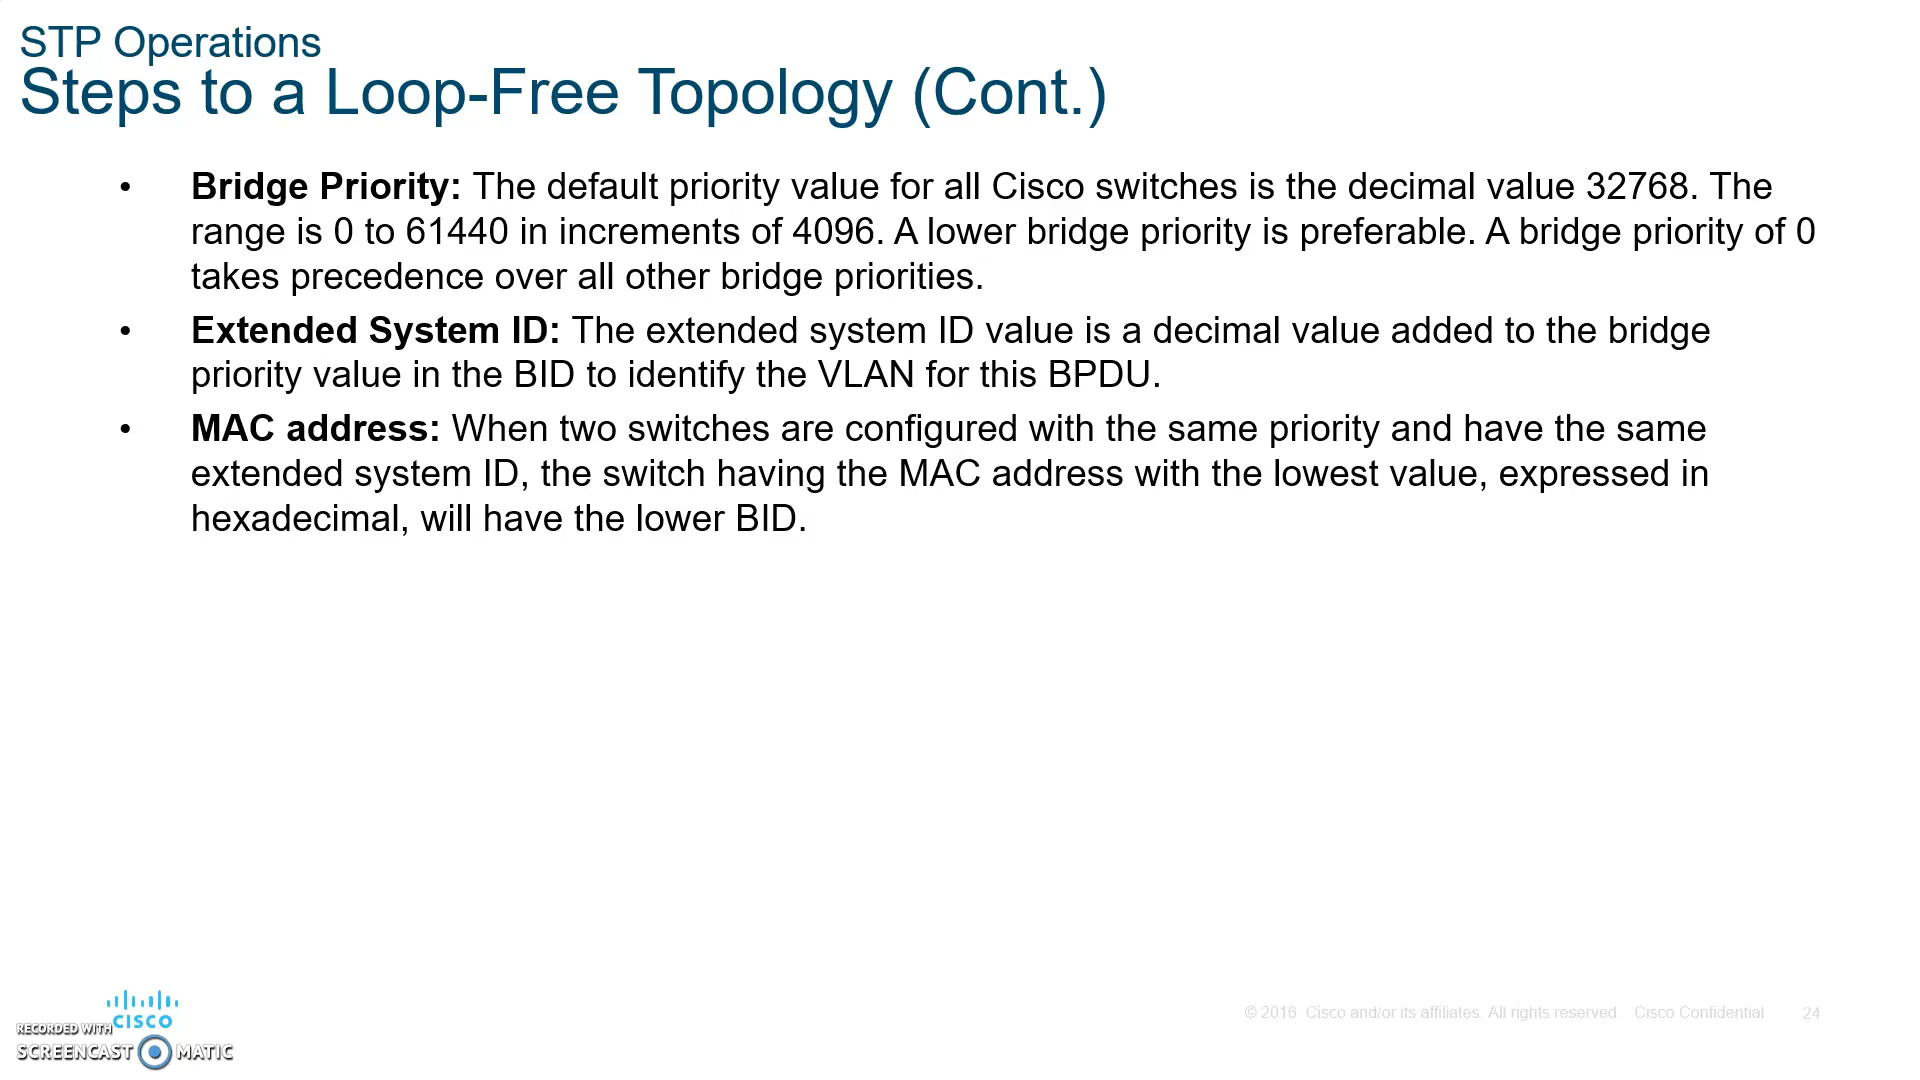 STP Operations
Steps to a Loop-Free Topology (Cont.)
• Bridge Priority: The default priority value for all Cisco switches is the decimal value 32768. The
range is 0 to 61440 in increments of 4096. A lower bridge priority is preferable. A bridge priority of 0
takes precedence over all other bridge priorities.
• Extended System ID: The extended system ID value is a decimal value added to the bridge
priority value in the BID to identify the VLAN for this BPDU.
• MAC address: When two switches are configured with the same priority and have the same
extended system ID, the switch having the MAC address with the lowest value, expressed in
hexadecimal, will have the lower BID.
CISCO
RECORDED WITH
SCREENCAST MATIC
© 2016 Cisco and/or its affiliates. All rights reserved. Cisco Confidential 24